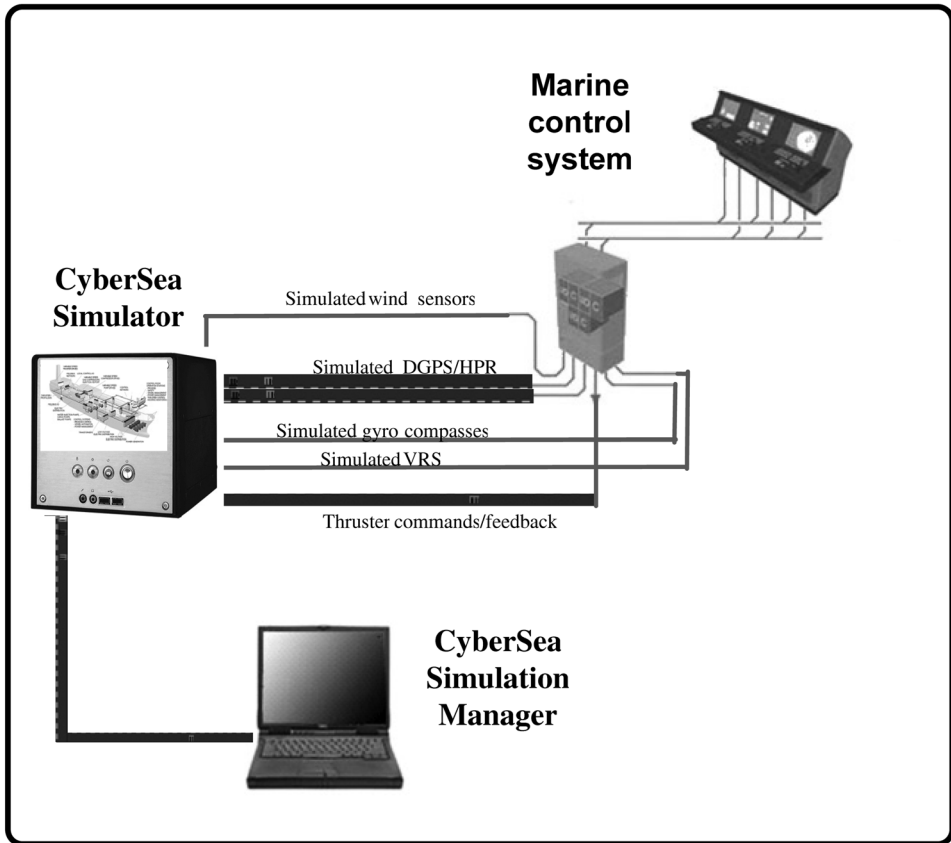 Marine
control
system
CyberSea
Simulator
Simulated wind sensors
Simulated DGPS/HPR
Simulated gyro compasses
Simulated VRS
Thruster commands/feedback
CyberSea
Simulation
Manager